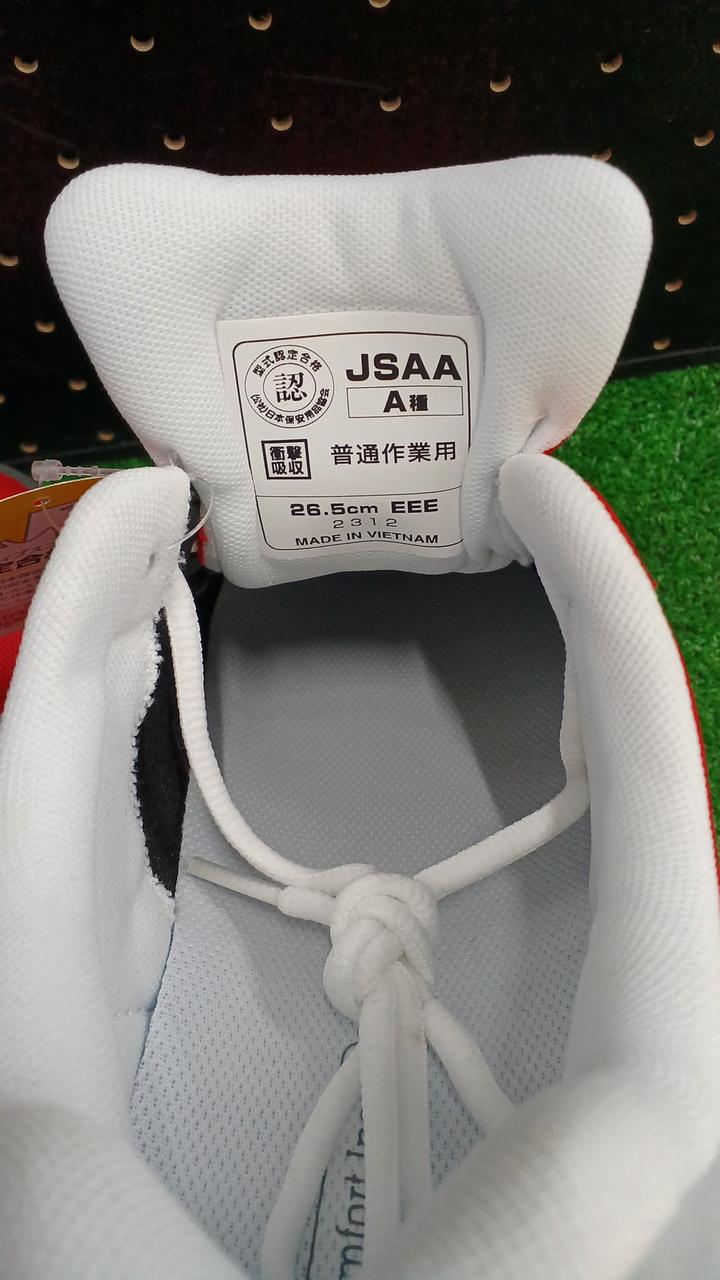 型式認定合格
認
(公社)日本保安用品協会
JSAA
A種
衝撃
吸収
普通作業用
26.5cm EEE
2312
MADE IN VIETNAM
mfort